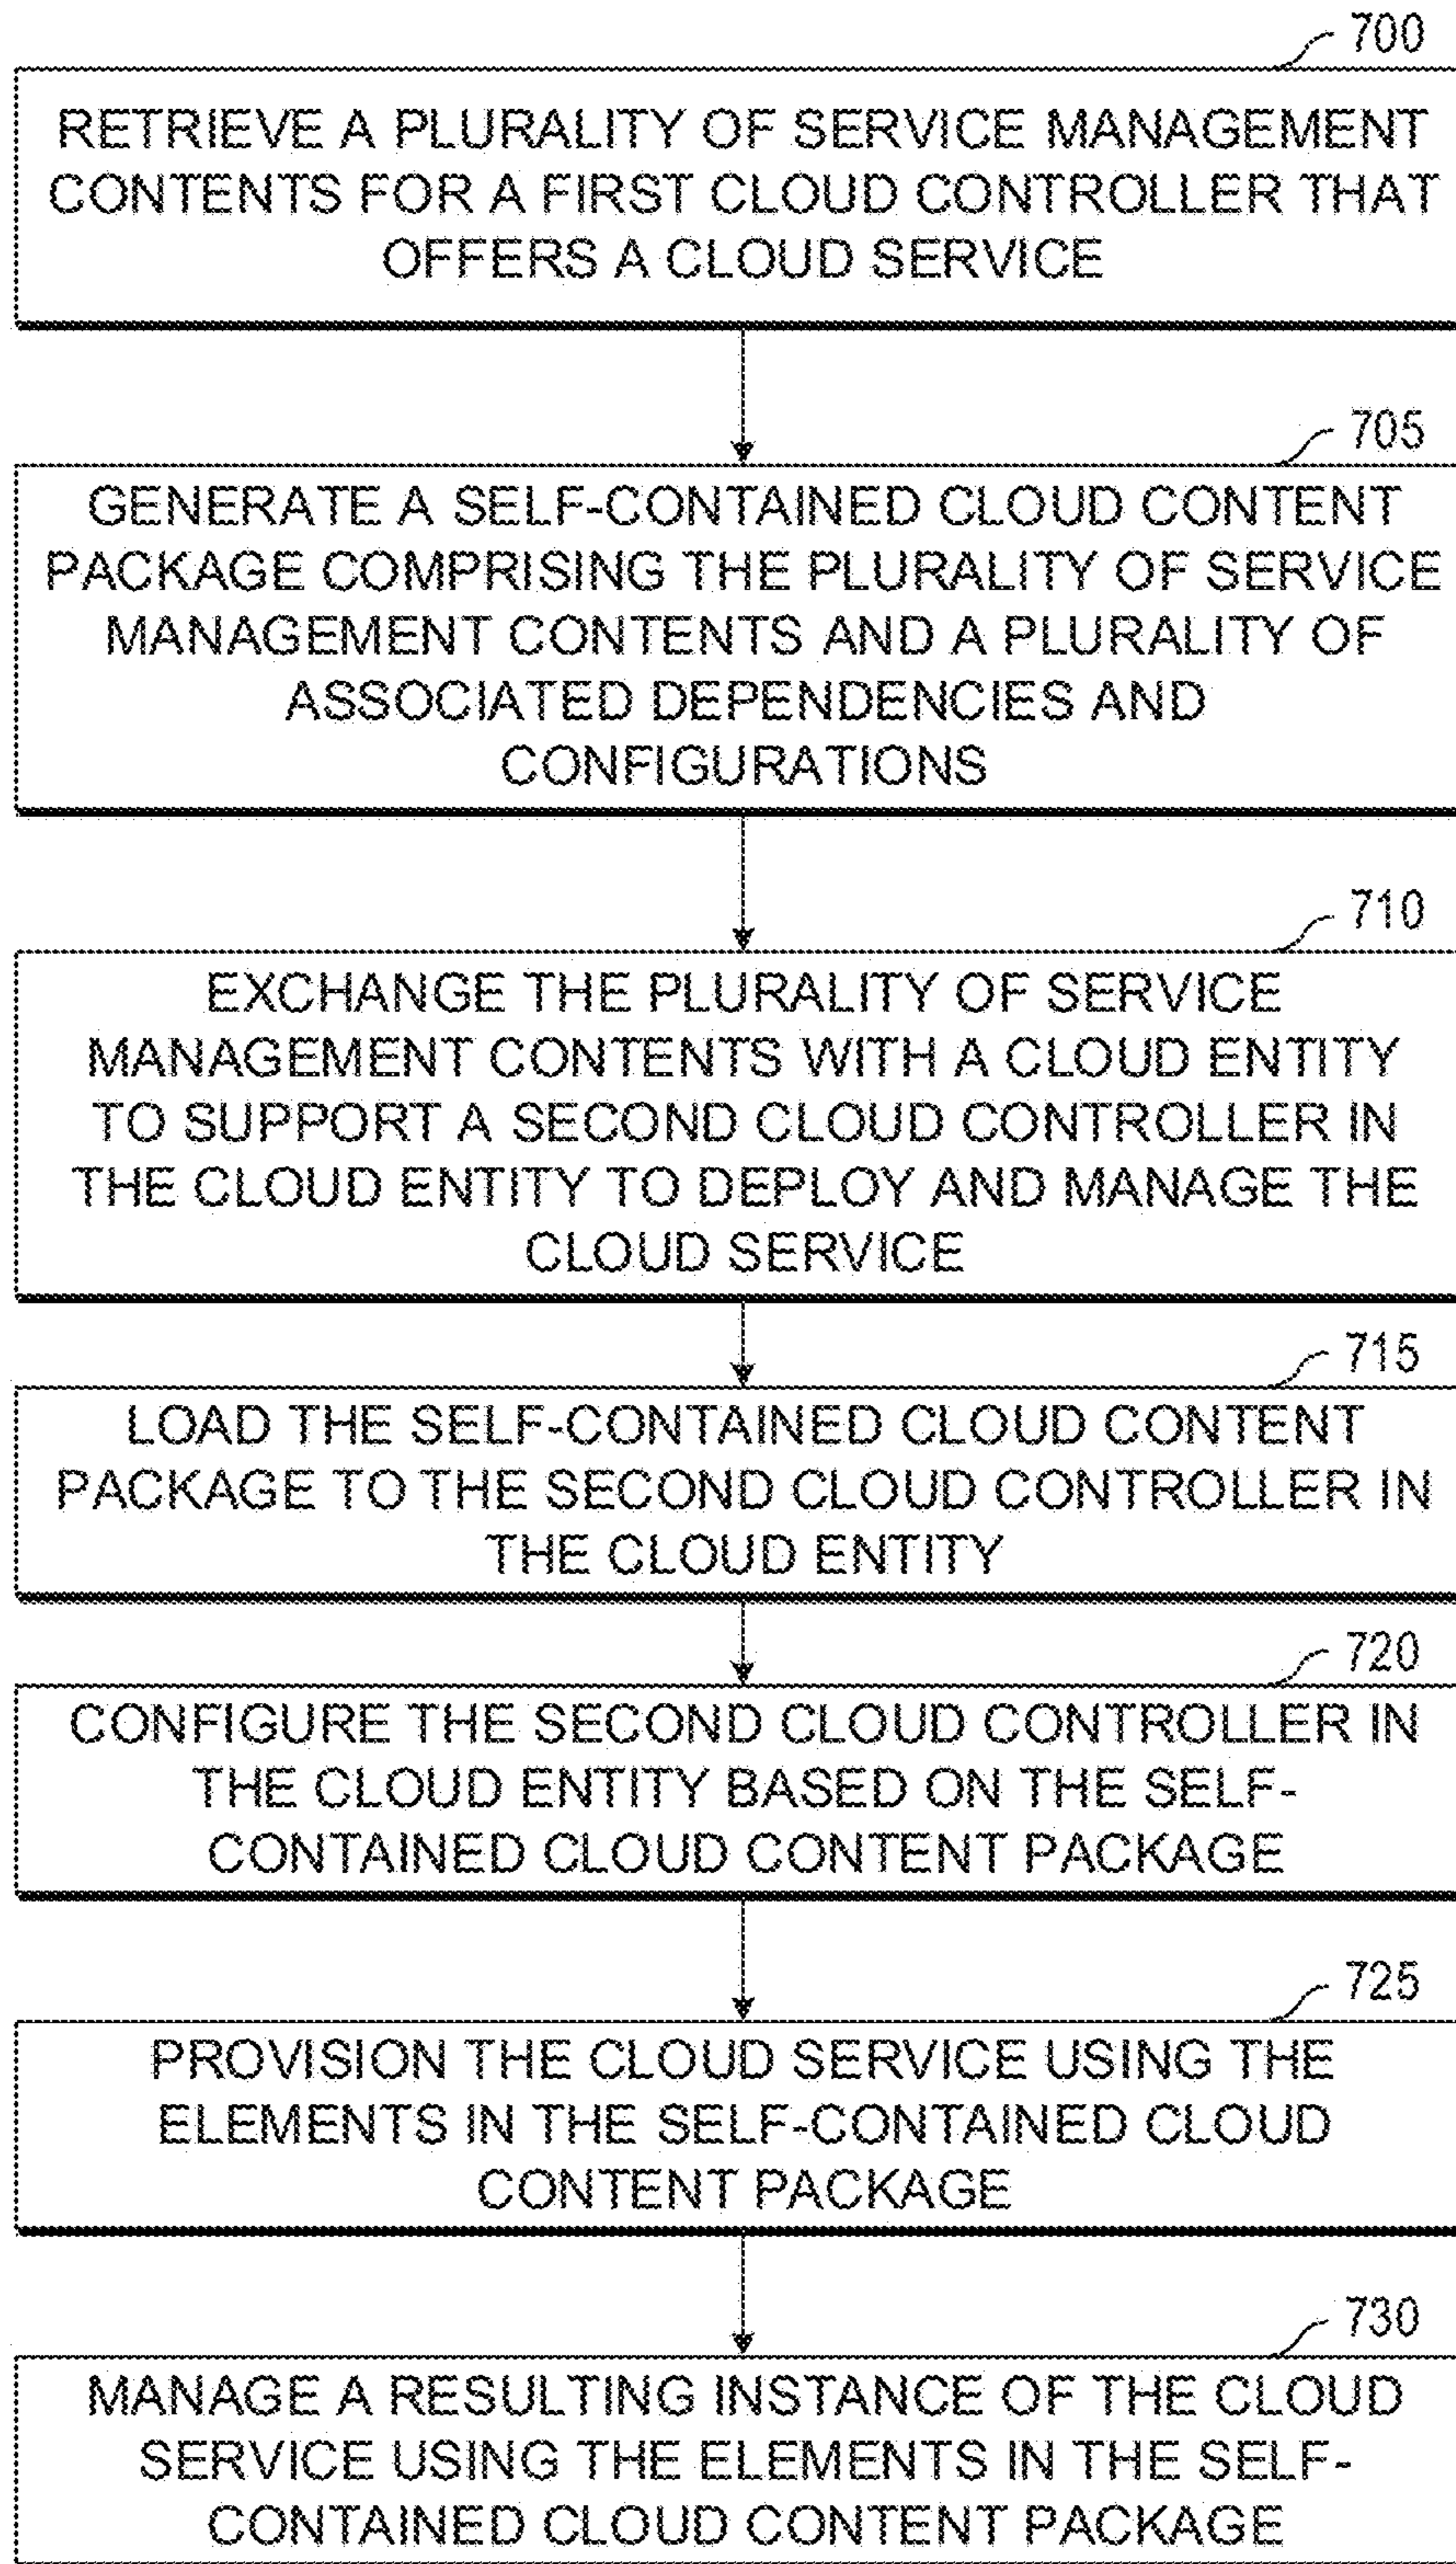 700
RETRIEVE A PLURALITY OF SERVICE MANAGEMENT
CONTENTS FOR A FIRST CLOUD CONTROLLER THAT
OFFERS A CLOUD SERVICE
705
GENERATE A SELF-CONTAINED CLOUD CONTENT
PACKAGE COMPRISING THE PLURALITY OF SERVICE
MANAGEMENT CONTENTS AND A PLURALITY OF
ASSOCIATED DEPENDENCIES AND
CONFIGURATIONS
710
EXCHANGE THE PLURALITY OF SERVICE
MANAGEMENT CONTENTS WITH A CLOUD ENTITY
TO SUPPORT A SECOND CLOUD CONTROLLER IN
THE CLOUD ENTITY TO DEPLOY AND MANAGE THE
CLOUD SERVICE
715
LOAD THE SELF-CONTAINED CLOUD CONTENT
PACKAGE TO THE SECOND CLOUD CONTROLLER IN
THE CLOUD ENTITY
720
CONFIGURE THE SECOND CLOUD CONTROLLER IN
THE CLOUD ENTITY BASED ON THE SELF-
CONTAINED CLOUD CONTENT PACKAGE
725
PROVISION THE CLOUD SERVICE USING THE
ELEMENTS IN THE SELF-CONTAINED CLOUD
CONTENT PACKAGE
730
MANAGE A RESULTING INSTANCE OF THE CLOUD
SERVICE USING THE ELEMENTS IN THE SELF-
CONTAINED CLOUD CONTENT PACKAGE